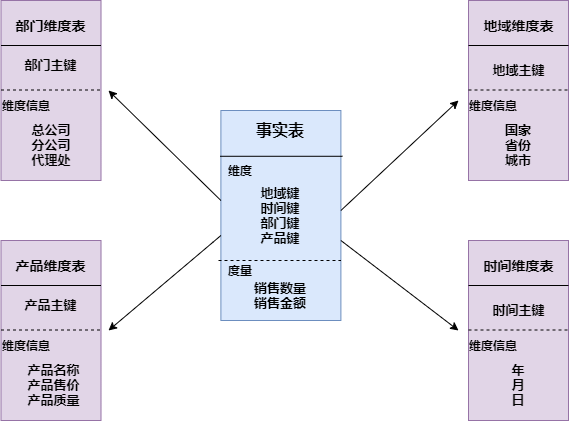 部门维度表
部门主键
维度信息
总公司
分公司
代理处
地域维度表
地域主键
维度信息
国家
省份
城市
事实表
维度
地域键
时间键
部门键
产品键
度量
销售数量
销售金额
产品维度表
产品主键
维度信息
产品名称
产品售价
产品质量
时间维度表
时间主键
维度信息
年
月
日